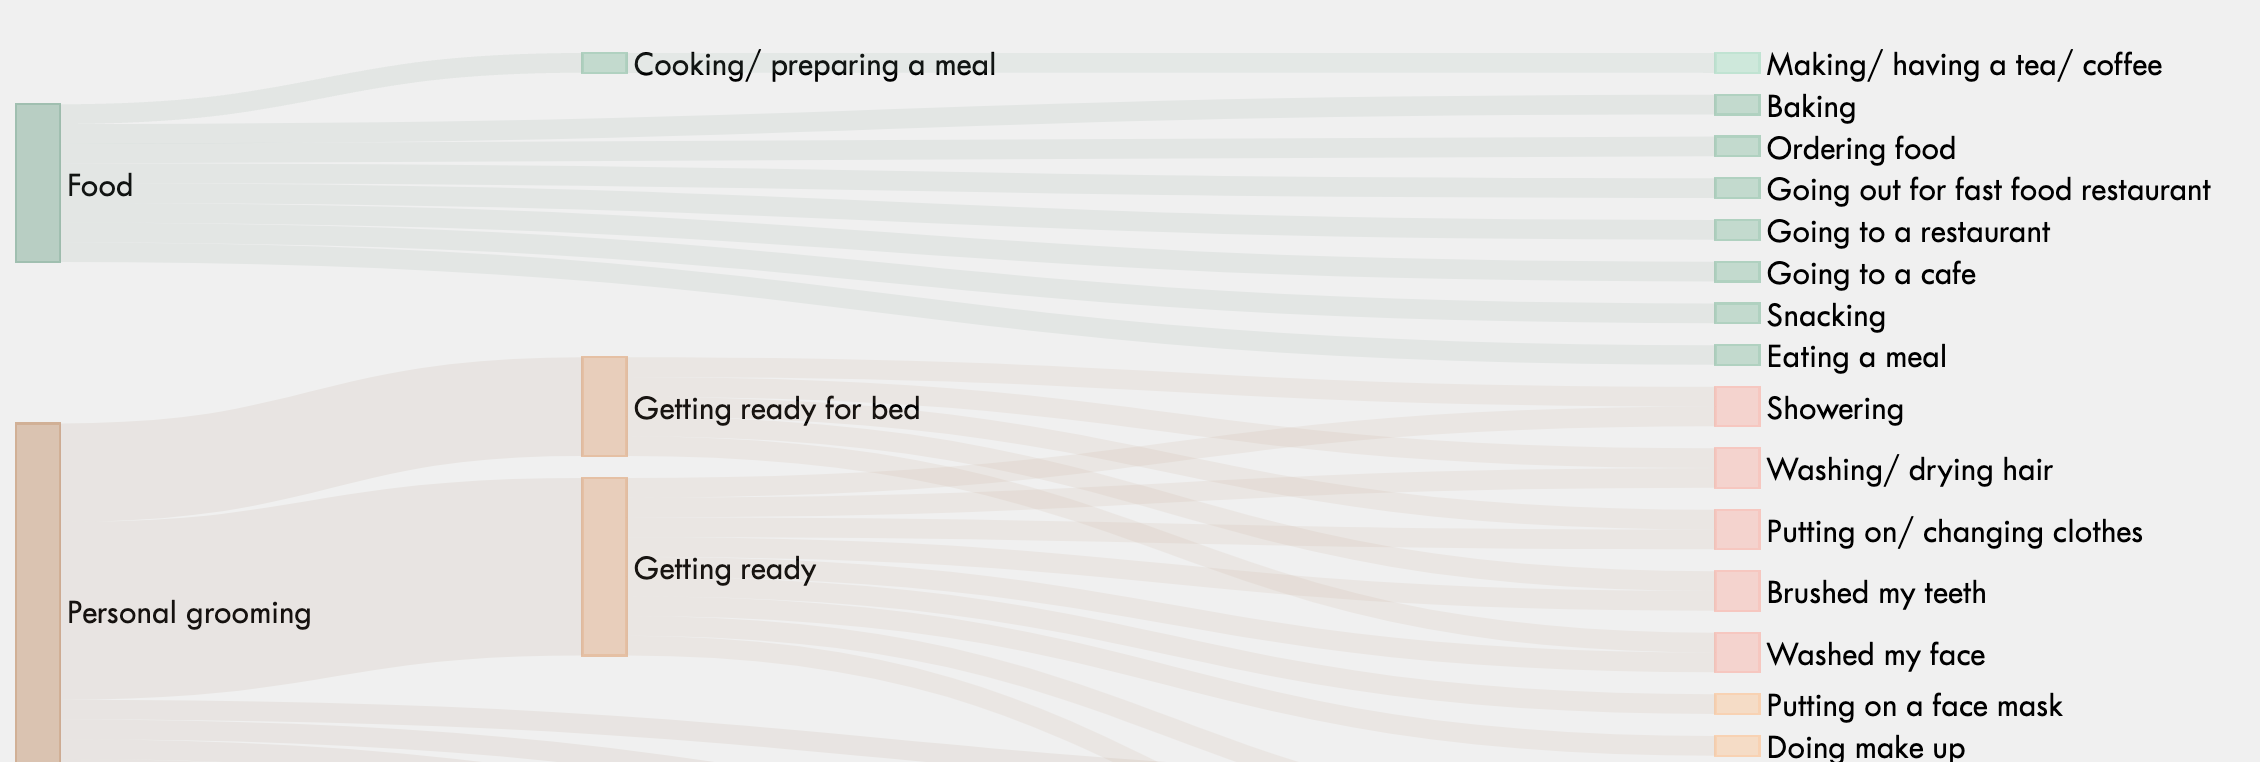 Cooking/ preparing a meal
Making/ having a tea/ coffee
Baking
Ordering food
Food
Going out for fast food restaurant
Going to a restaurant
Going to a cafe
Snacking
Eating a meal
Getting ready for bed
Showering
Washing/ drying hair
Putting on/ changing clothes
Getting ready
Brushed my teeth
Personal grooming
Washed my face
Putting on a face mask
Doing make up